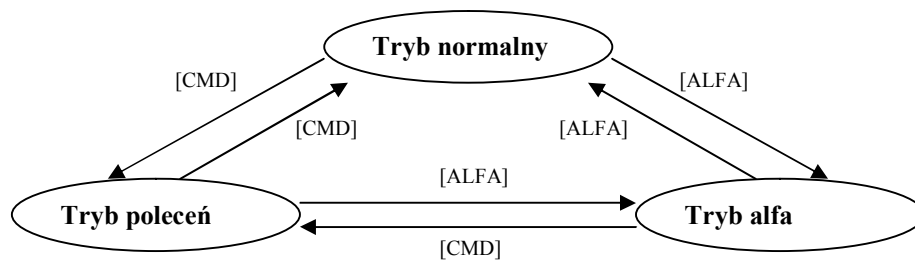 Tryb normalny
[CMD]
[ALFA]
[CMD]
[ALFA]
[ALFA]
Tryb poleceń
Tryb alfa
[CMD]